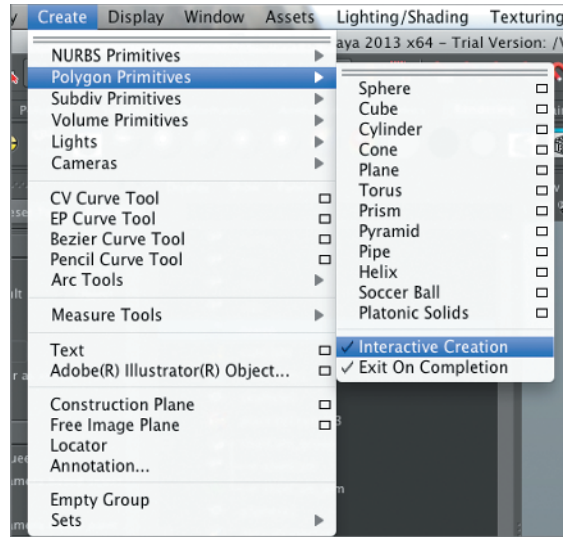 Create Display Window Assets Lighting/Shading Texturing
aya 2013 x64 – Trial Version: /
NURBS Primitives
Polygon Primitives
Subdiv Primitives
Volume Primitives
Lights
Cameras
CV Curve Tool
EP Curve Tool
Bezier Curve Tool
Pencil Curve Tool
Arc Tools
Measure Tools
Text
Adobe(R) Illustrator(R) Object...
Construction Plane
Free Image Plane
Locator
Annotation...
Empty Group
Sets
Sphere
Cube
Cylinder
Cone
Plane
Torus
Prism
Pyramid
Pipe
Helix
Soccer Ball
Platonic Solids
Interactive Creation
Exit On Completion